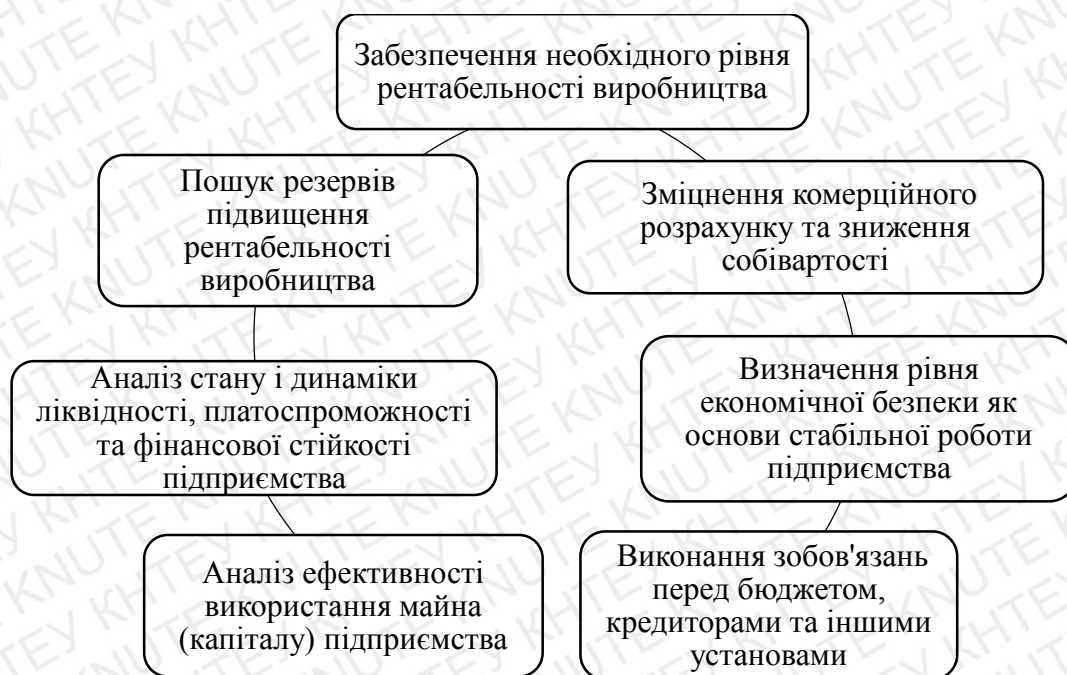 Забезпечення необхідного рівня
рентабельності виробництва
Пошук резервів
підвищення
рентабельності
виробництва
Зміцнення комерційного
розрахунку та зниження
собівартості
Аналіз стану і динаміки
ліквідності, платоспроможності
та фінансової стійкості
підприємства
Визначення рівня
економічної безпеки як
основи стабільної роботи
підприємства
Аналіз ефективності
використання майна
(капіталу) підприємства
Виконання зобов'язань
перед бюджетом,
кредиторами та іншими
установами